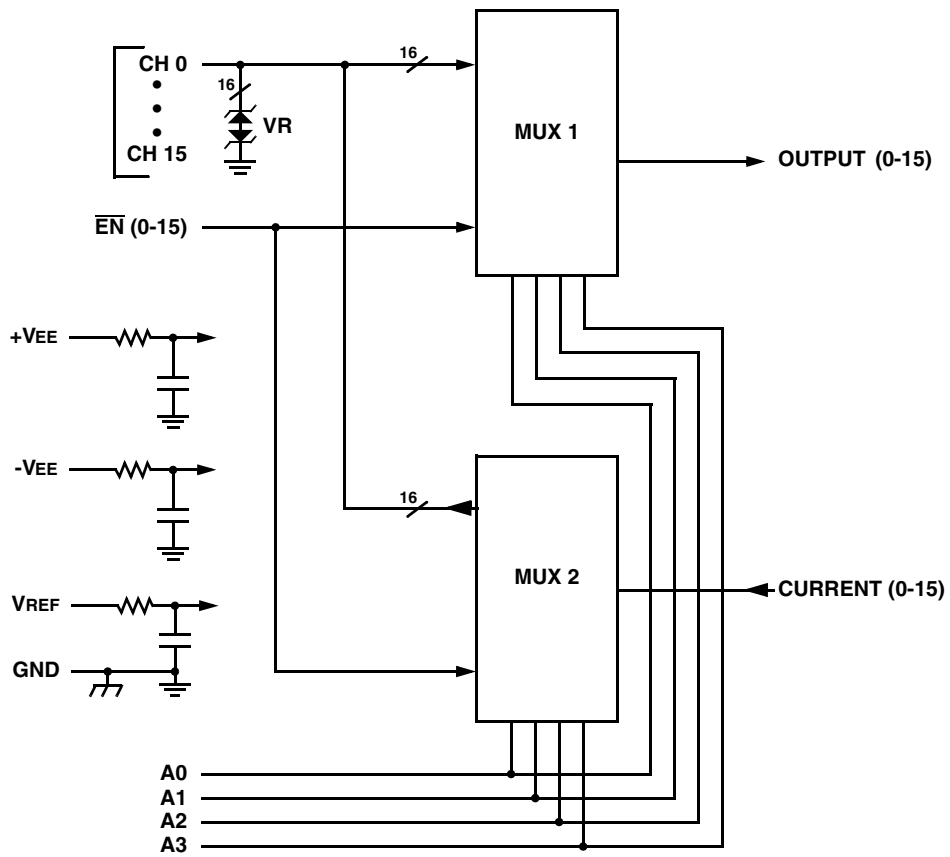 CH 0
16
16
VR
CH 15
MUX 1
OUTPUT (0-15)
EN (0-15)
+VEE
-VEE
16
MUX 2
CURRENT (0-15)
VREF
GND
A0
A1
A2
A3